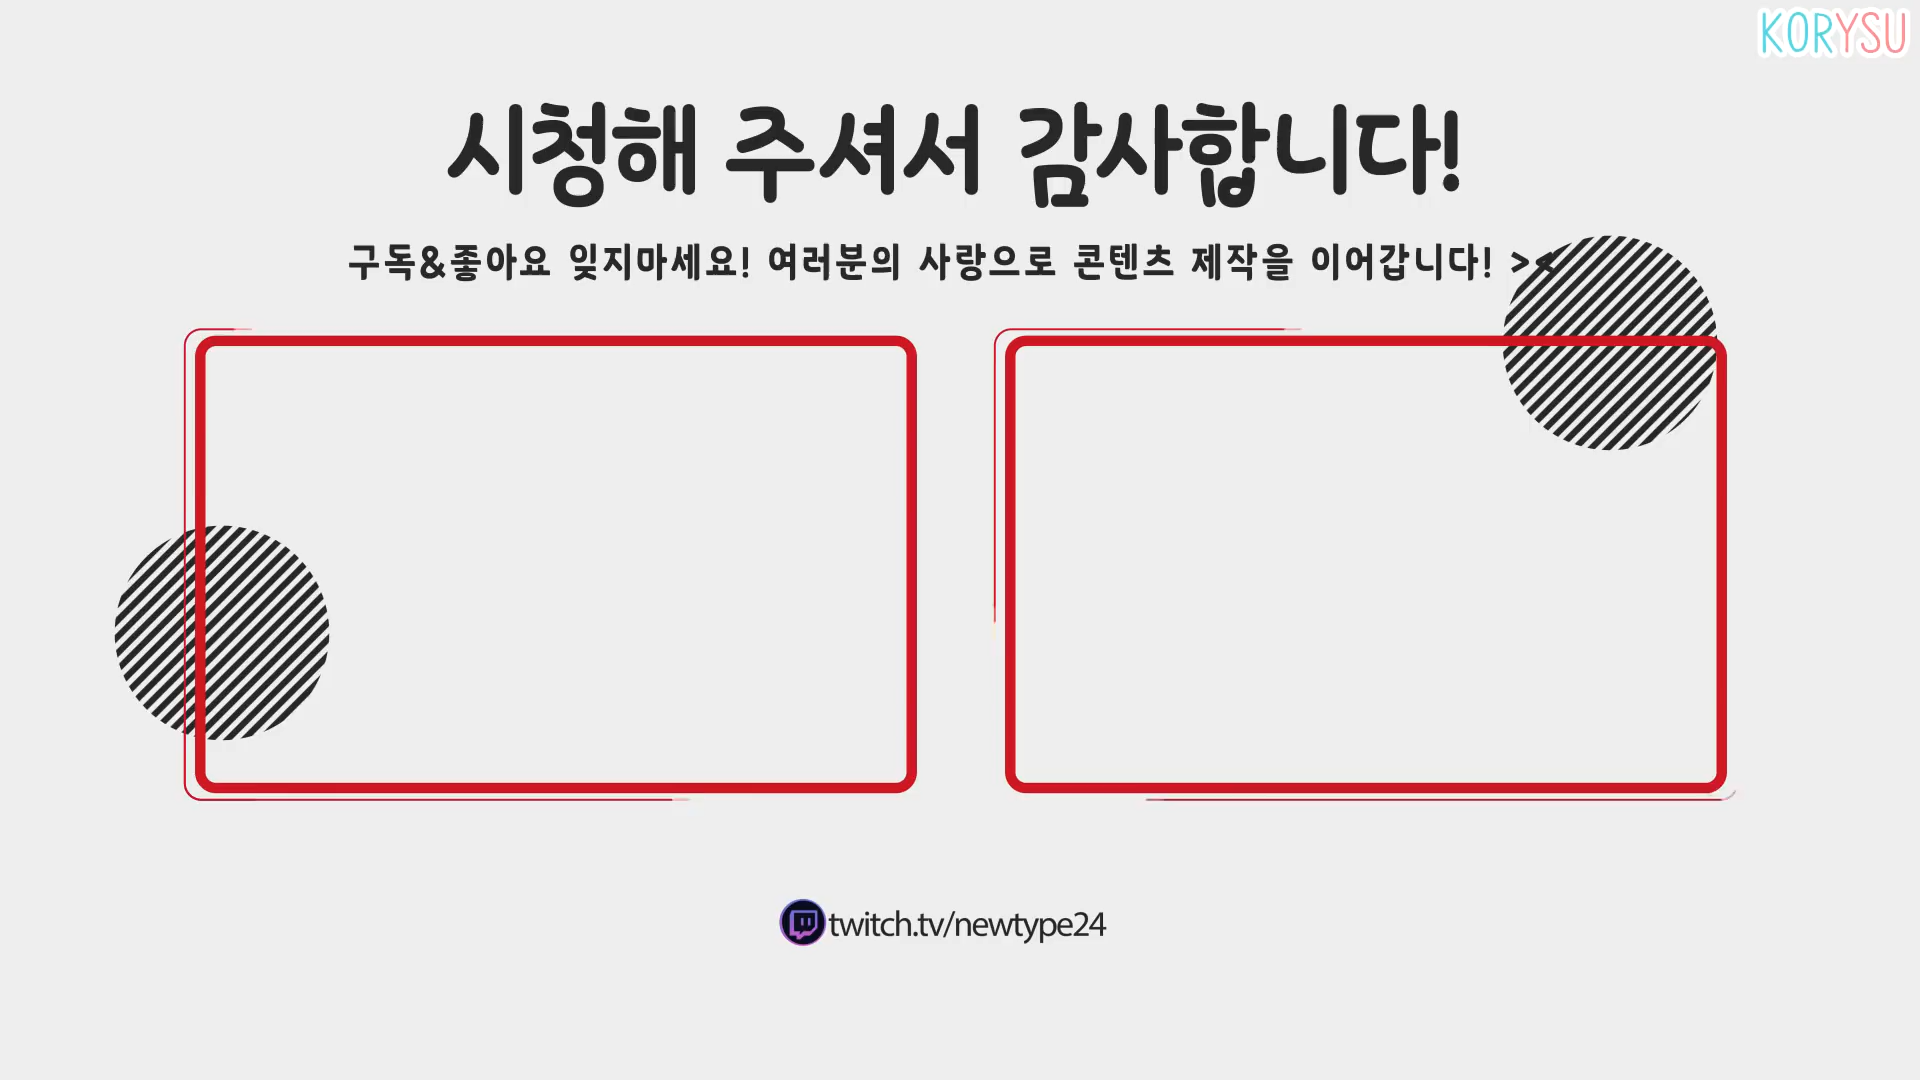 KORYSU
시청해 주셔서 감사합니다!
구독&좋아요 잊지마세요! 여러분의 사랑으로 콘텐츠 제작을 이어갑니다! ><
twitch.tv/newtype24